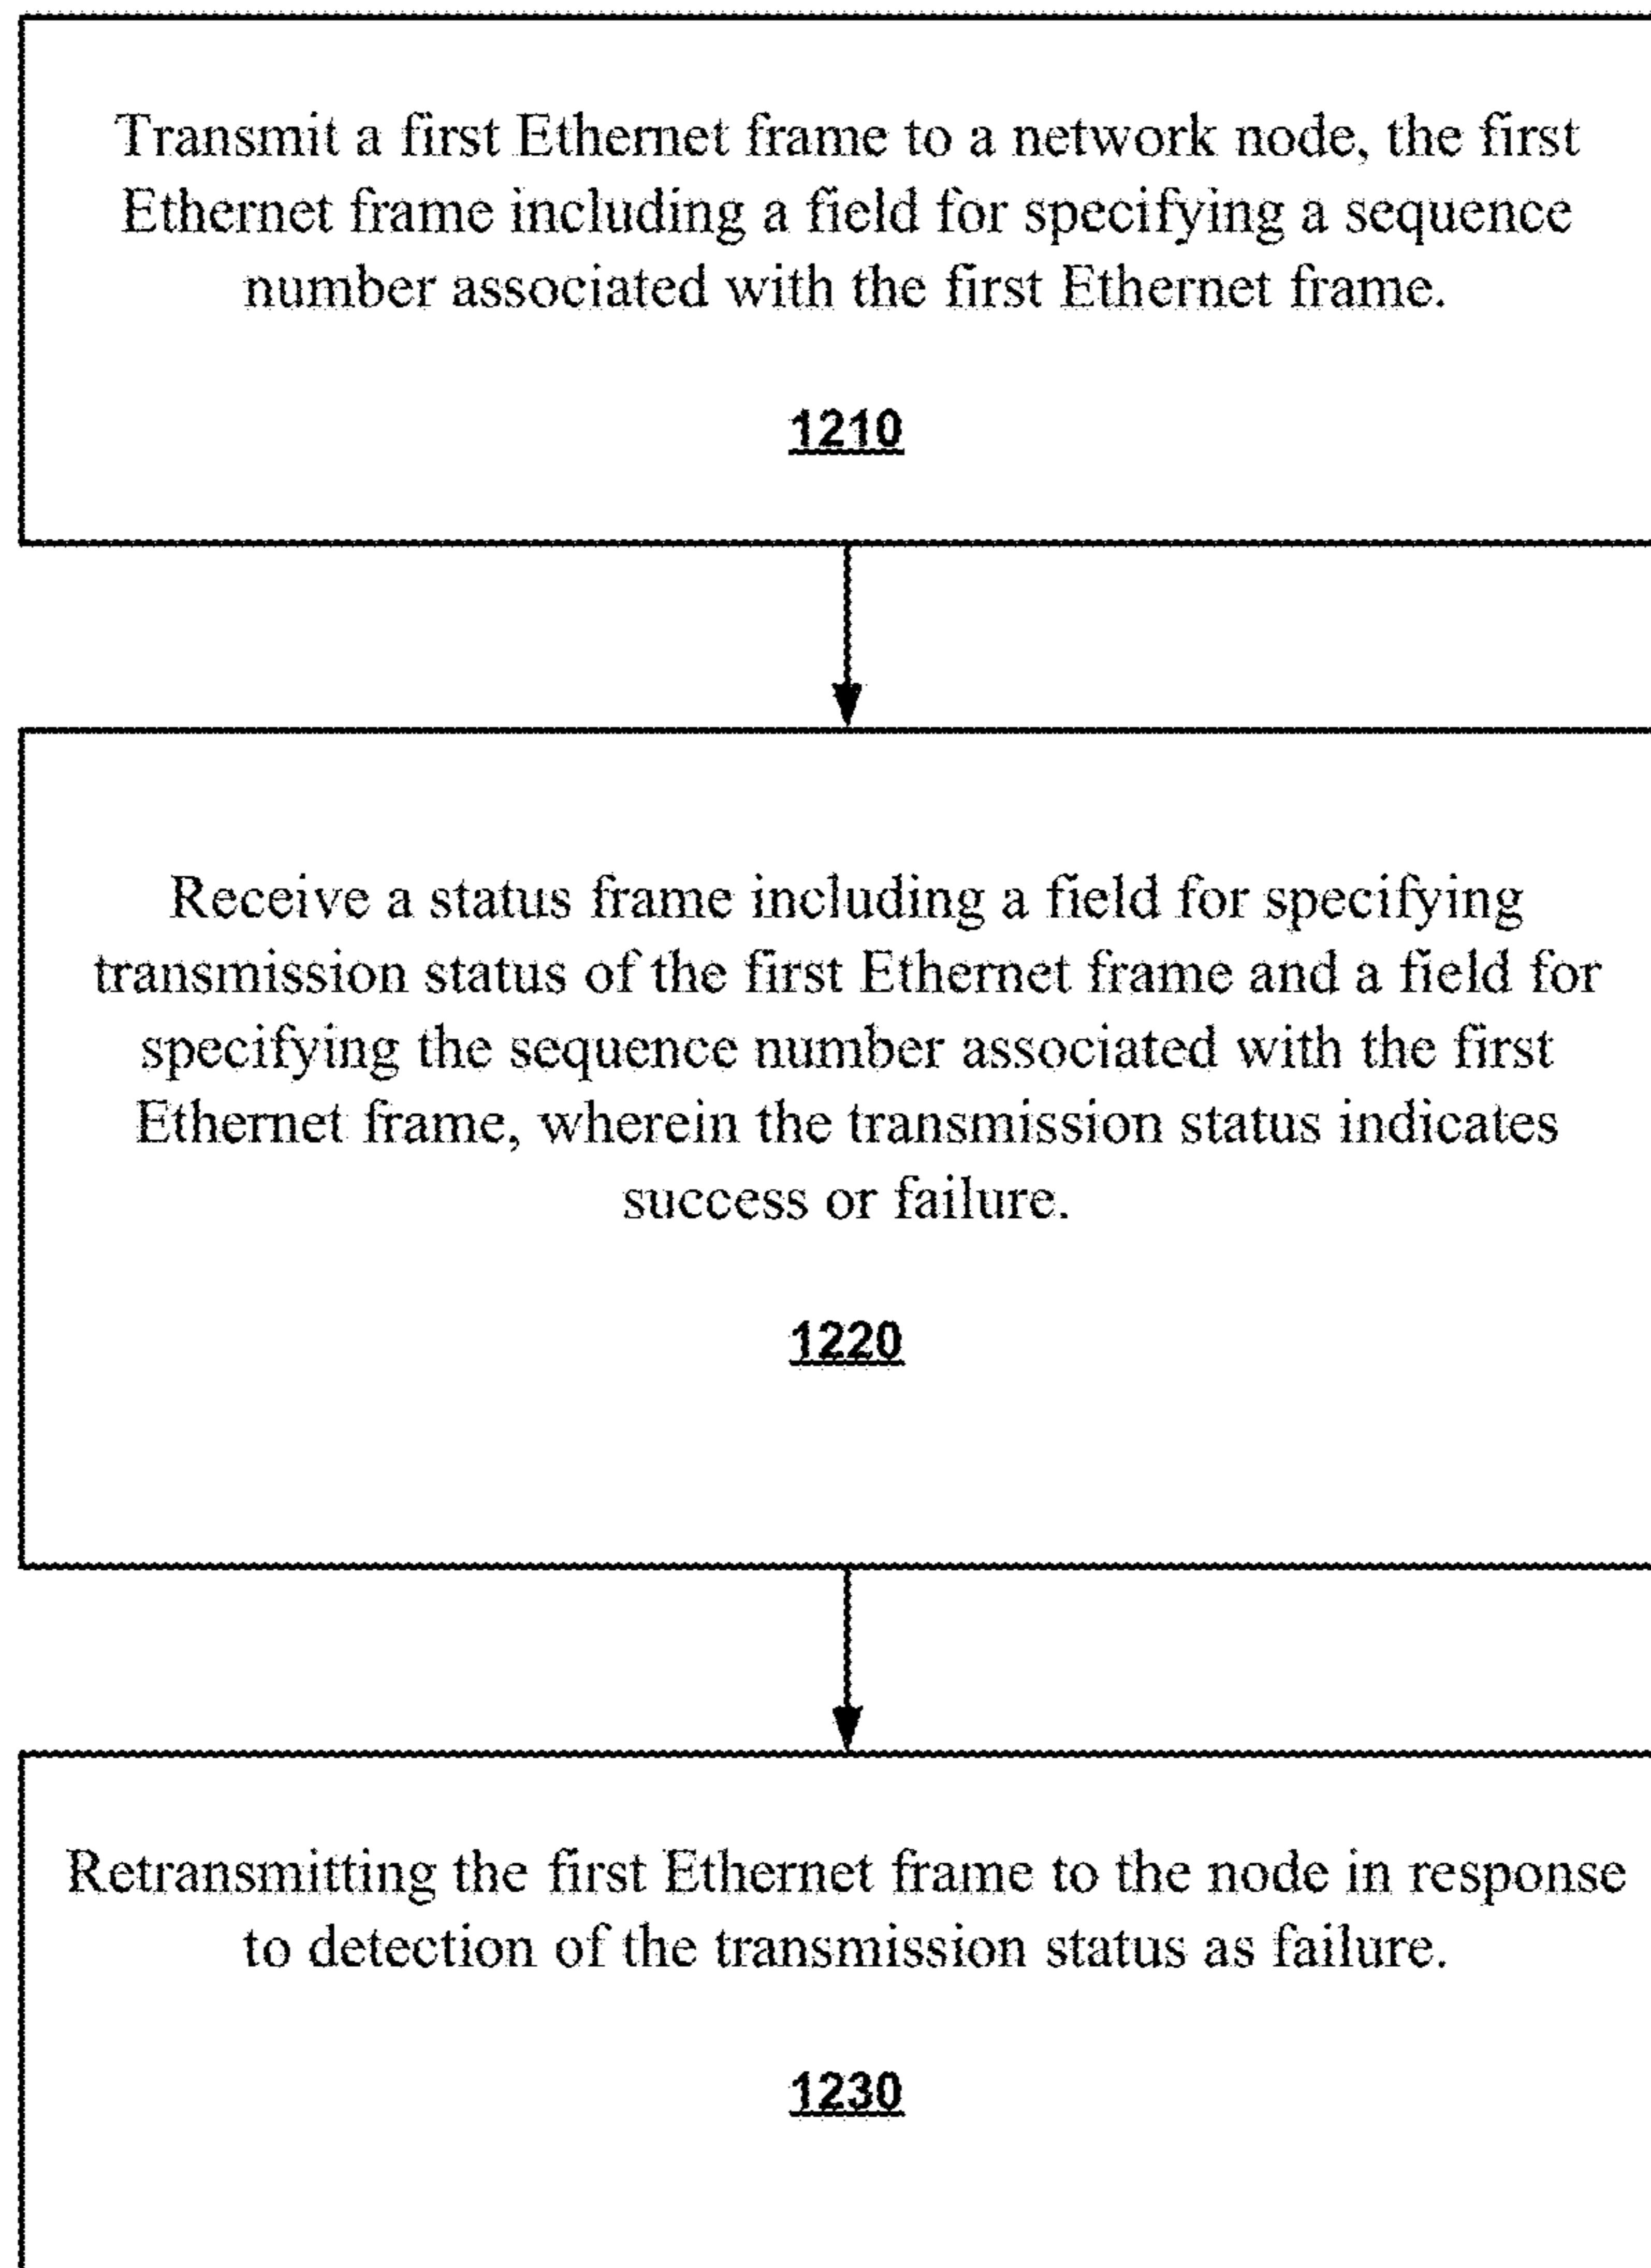 Transmit a first Ethernet frame to a network node, the first
Ethernet frame including a field for specifying a sequence
number associated with the first Ethernet frame.
1210
Receive a status frame including a field for specifying
transmission status of the first Ethernet frame and a field for
specifying the sequence number associated with the first
Ethernet frame, wherein the transmission status indicates
success or failure.
1220
Retransmitting the first Ethernet frame to the node in response
to detection of the transmission status as failure.
1230